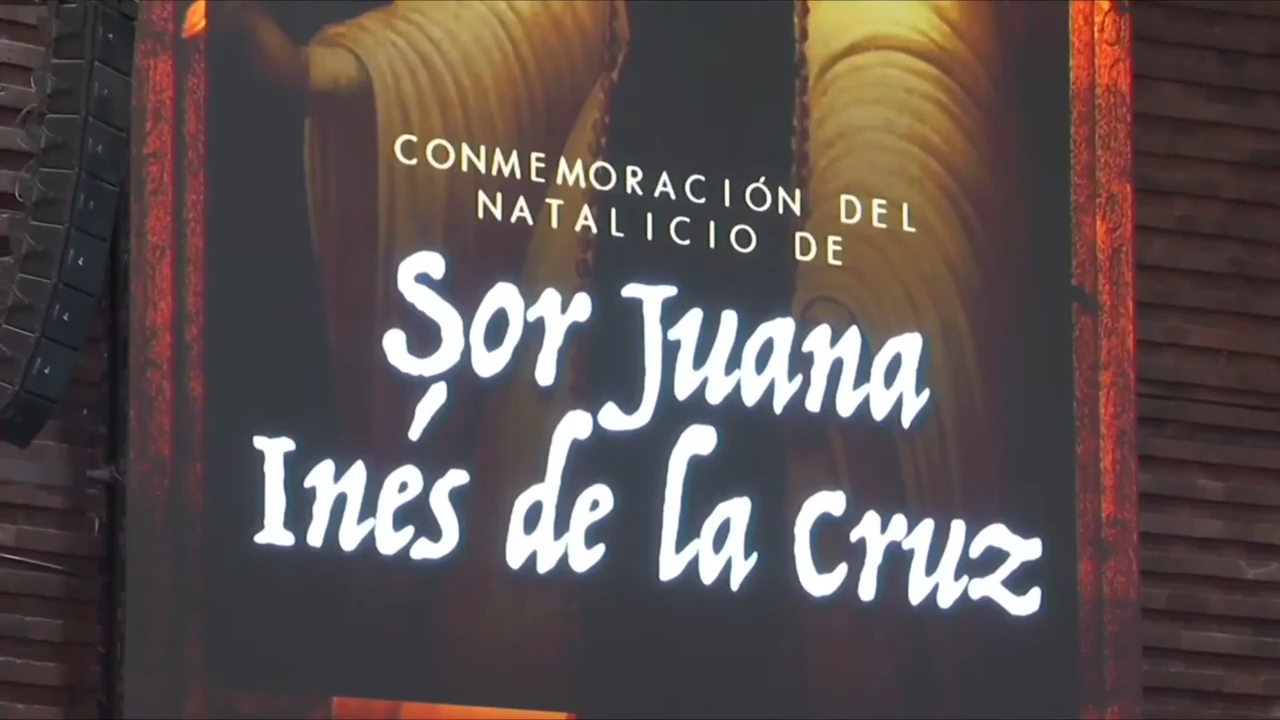 CONMEMORACIÓN DEL
NATALICIO DE
Sor Juana
Inés de la Cruz